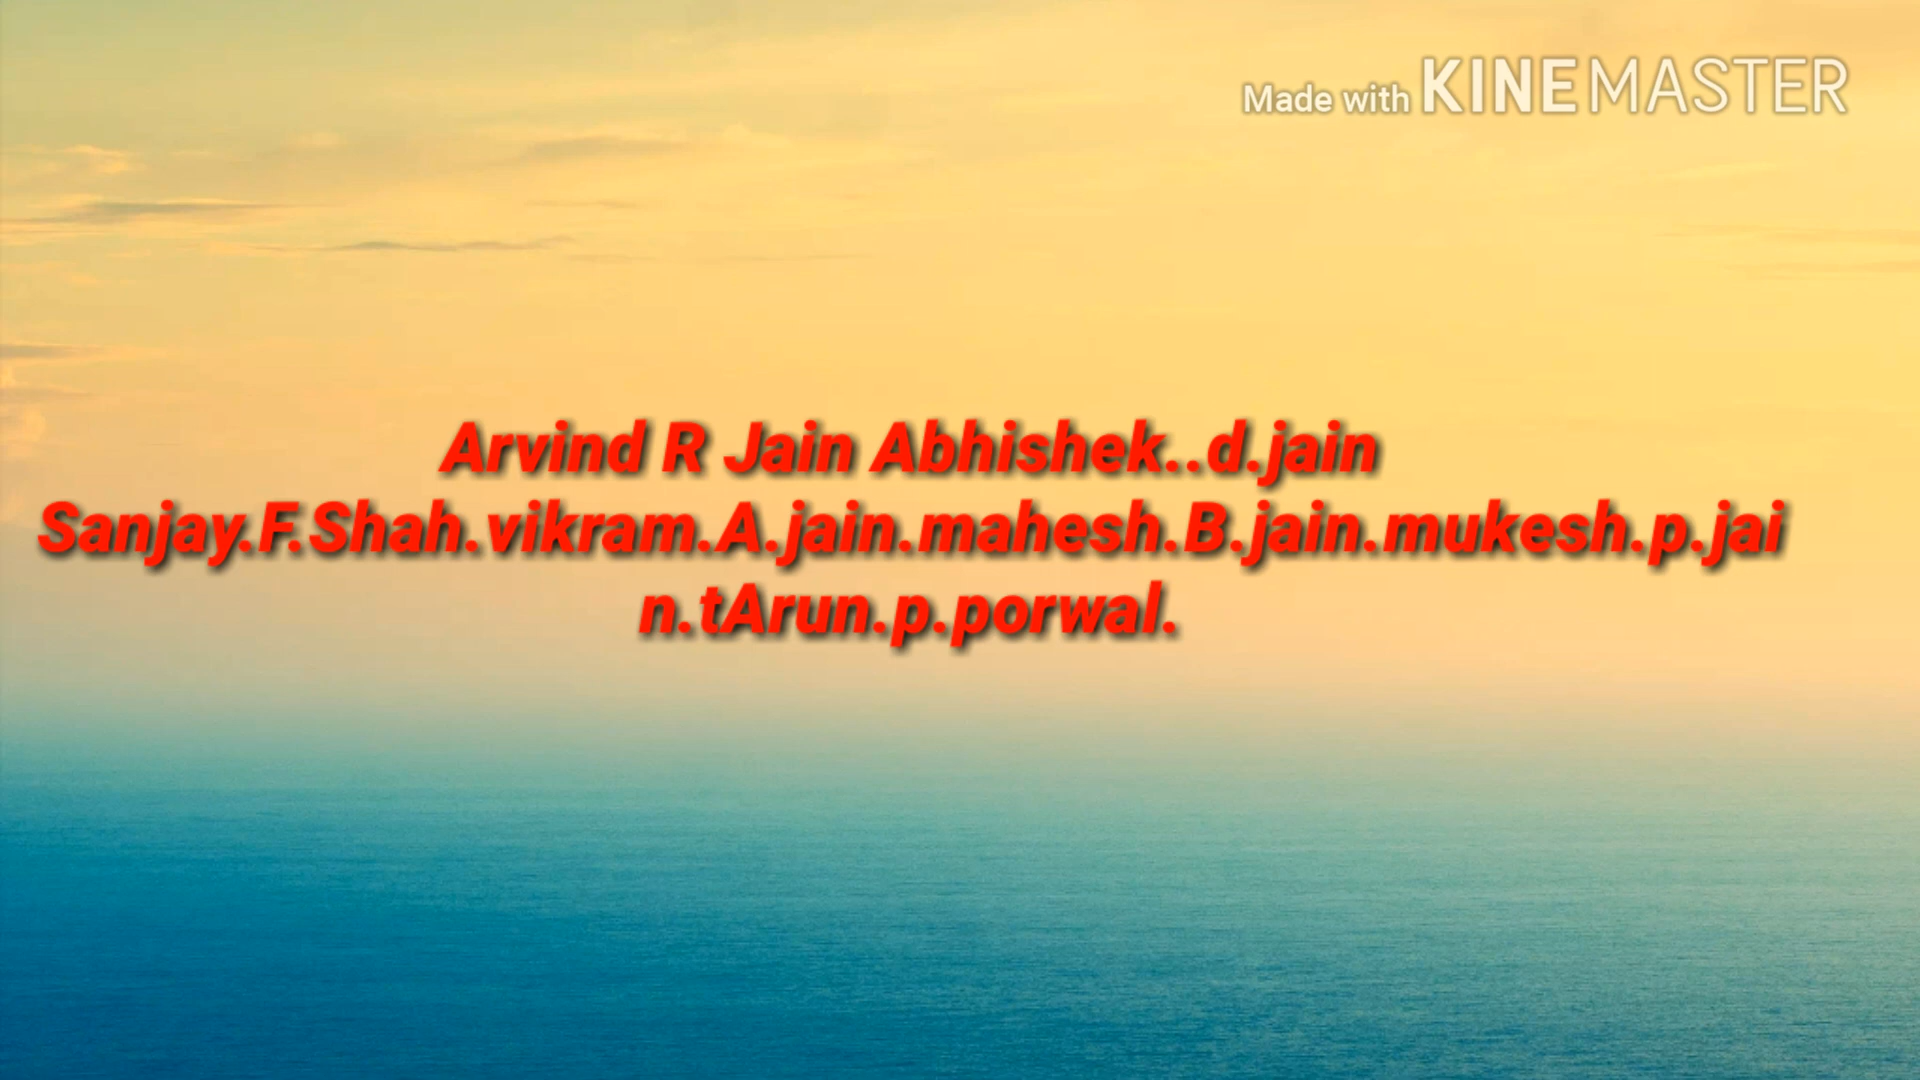 Made with KINEMASTER
Arvind R Jain Abhishek..d.jain
Sanjay.F.Shah.vikram.A.jain.mahesh.B.jain.mukesh.p.jai
n.tArun.p.porwal.